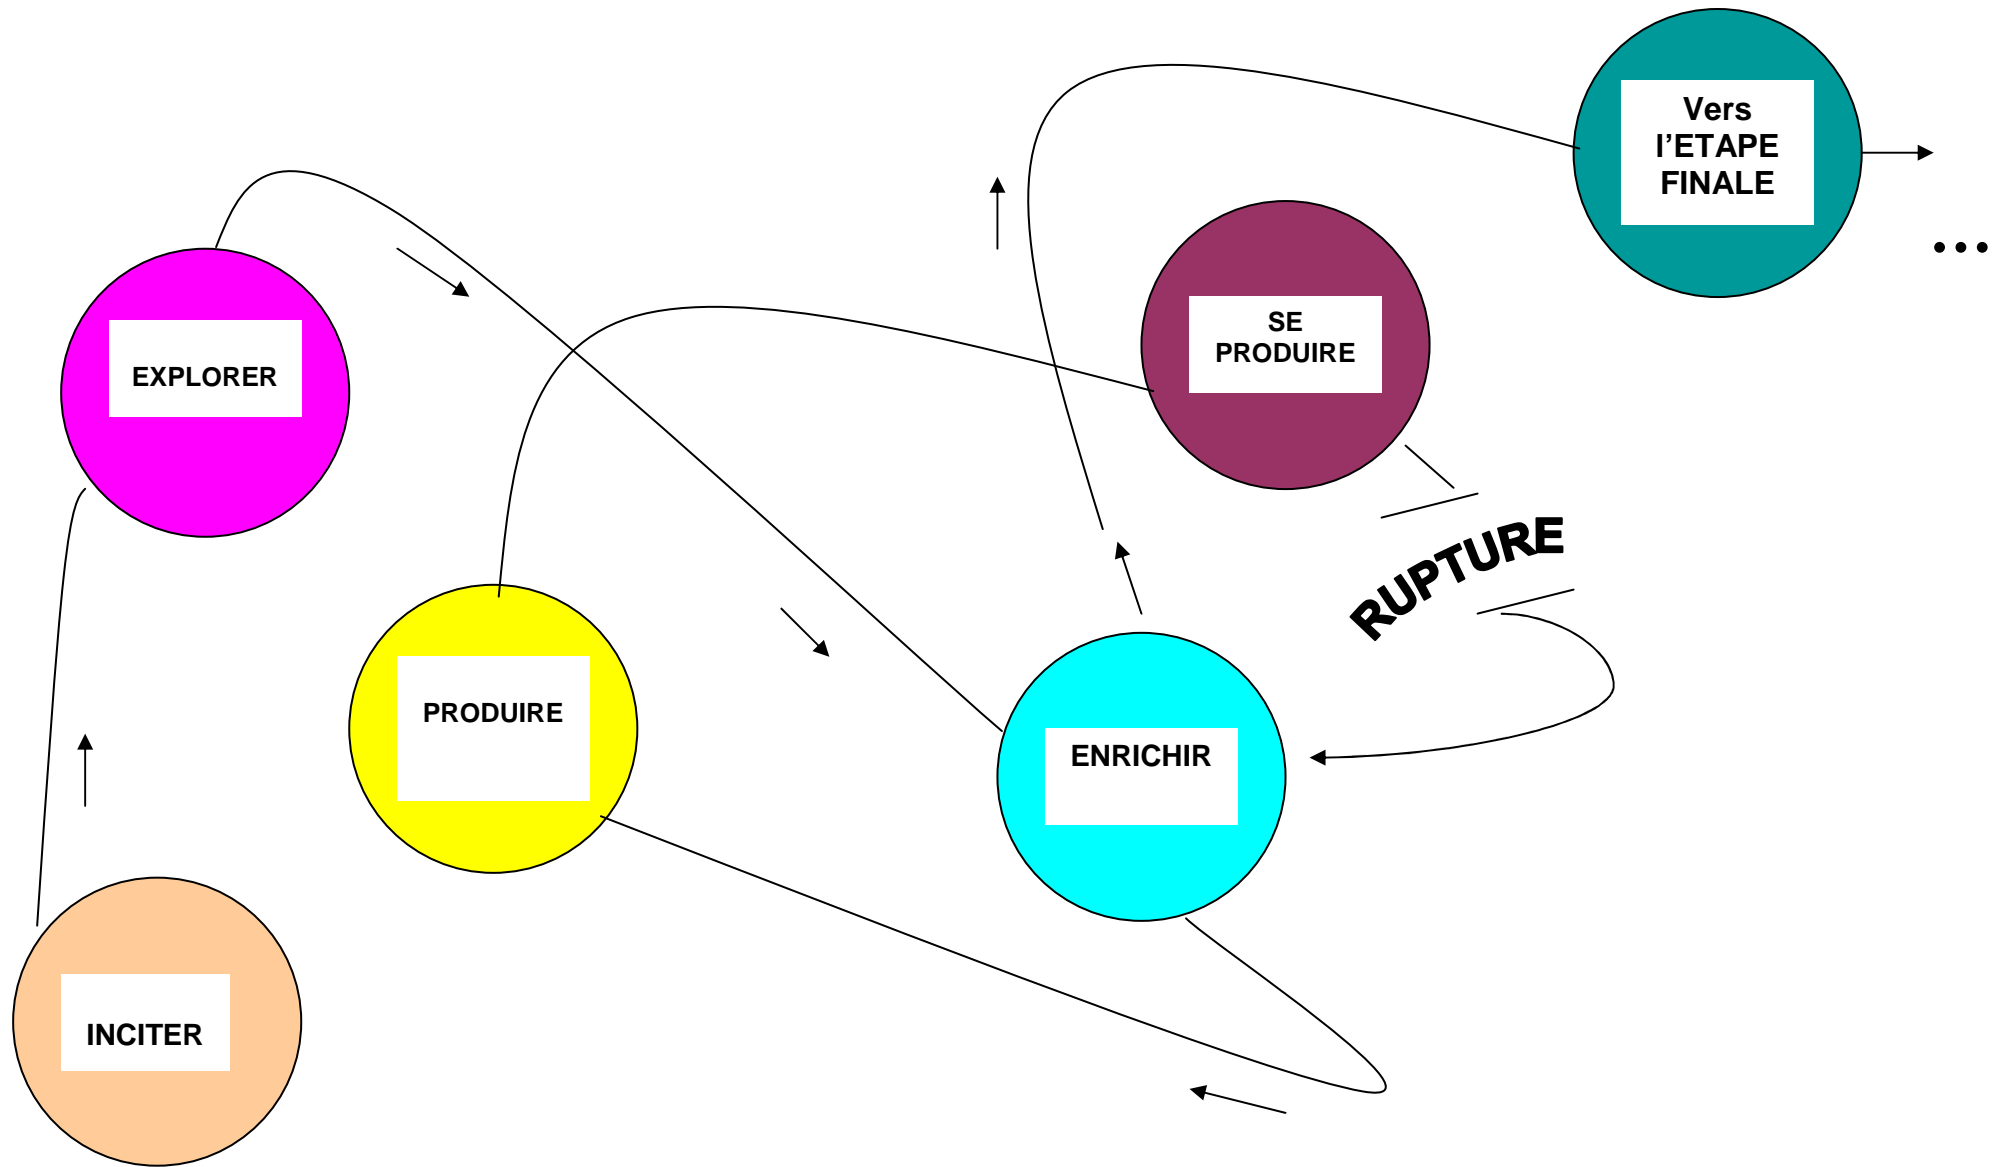 Vers
l’ETAPE
FINALE
...
SE
PRODUIRE
EXPLORER
RUPTURE
PRODUIRE
ENRICHIR
INCITER